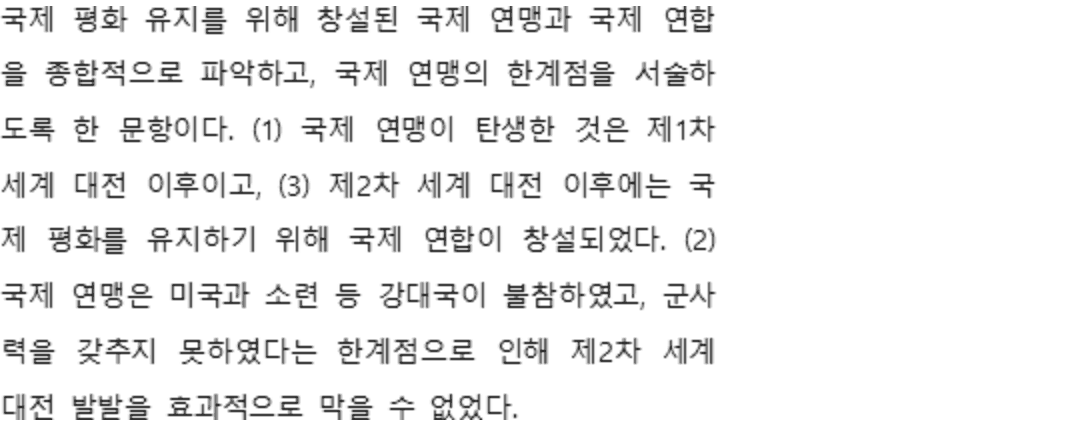 국제 평화 유지를 위해 창설된 국제 연맹과 국제 연합
을 종합적으로 파악하고, 국제 연맹의 한계점을 서술하
도록 한 문항이다. (1) 국제 연맹이 탄생한 것은 제1차
세계 대전 이후이고, (3) 제2차 세계 대전 이후에는 국
제 평화를 유지하기 위해 국제 연합이 창설되었다. (2)
국제 연맹은 미국과 소련 등 강대국이 불참하였고, 군사
력을 갖추지 못하였다는 한계점으로 인해 제2차 세계
대전 발발을 효과적으로 막을 수 없었다.